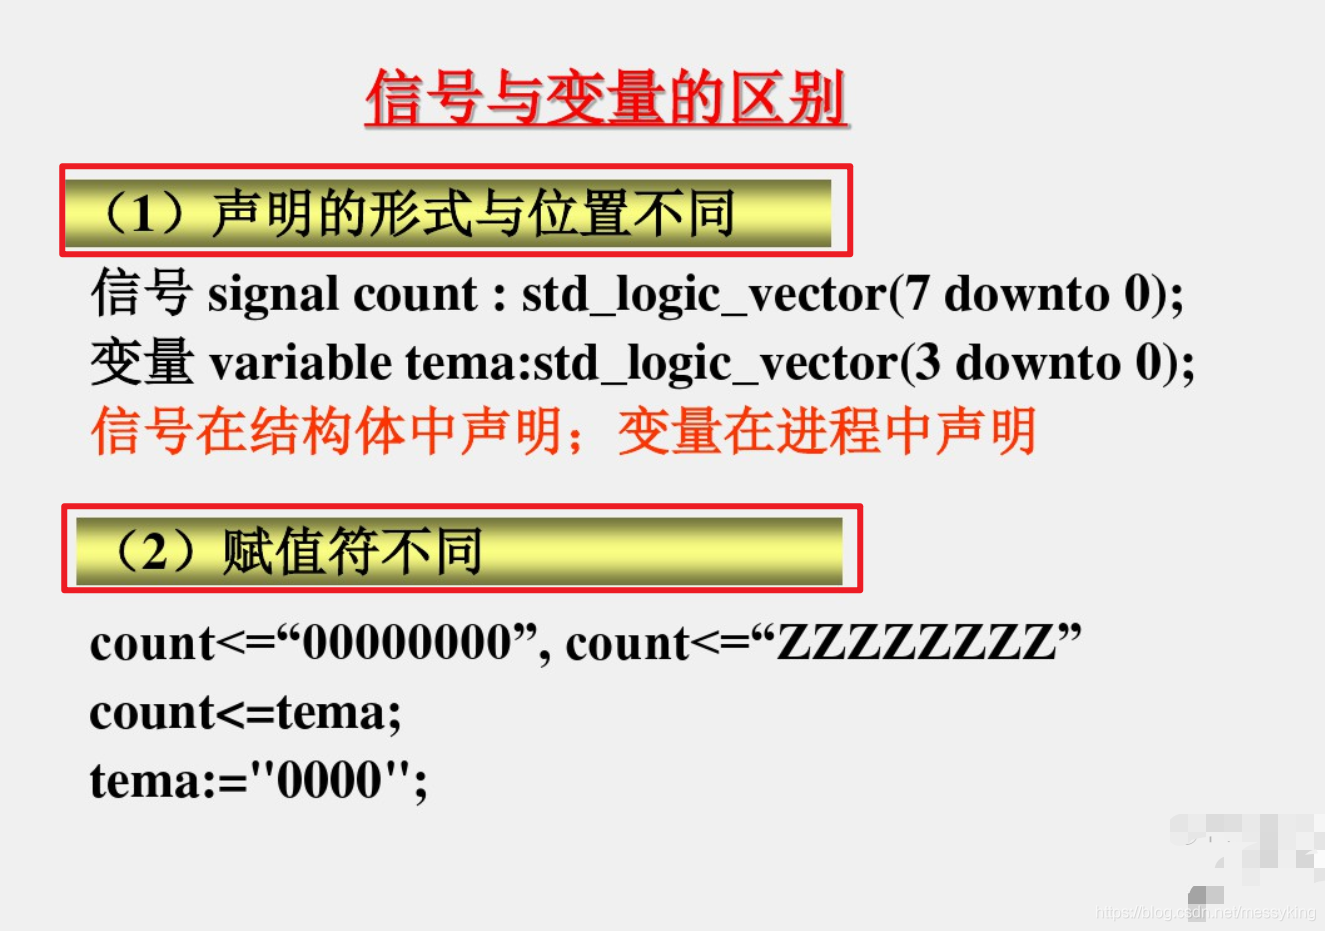 信号与变量的区别
（1）声明的形式与位置不同
信号 signal count : std_logic_vector(7 downto 0);
变量 variable tema:std_logic_vector(3 downto 0);
信号在结构体中声明；变量在进程中声明
（2）赋值符不同
count<=“00000000”, count<=“ZZZZZZZZ”
count<=tema;
tema:="0000";
https://blog.csdn.net/messyking